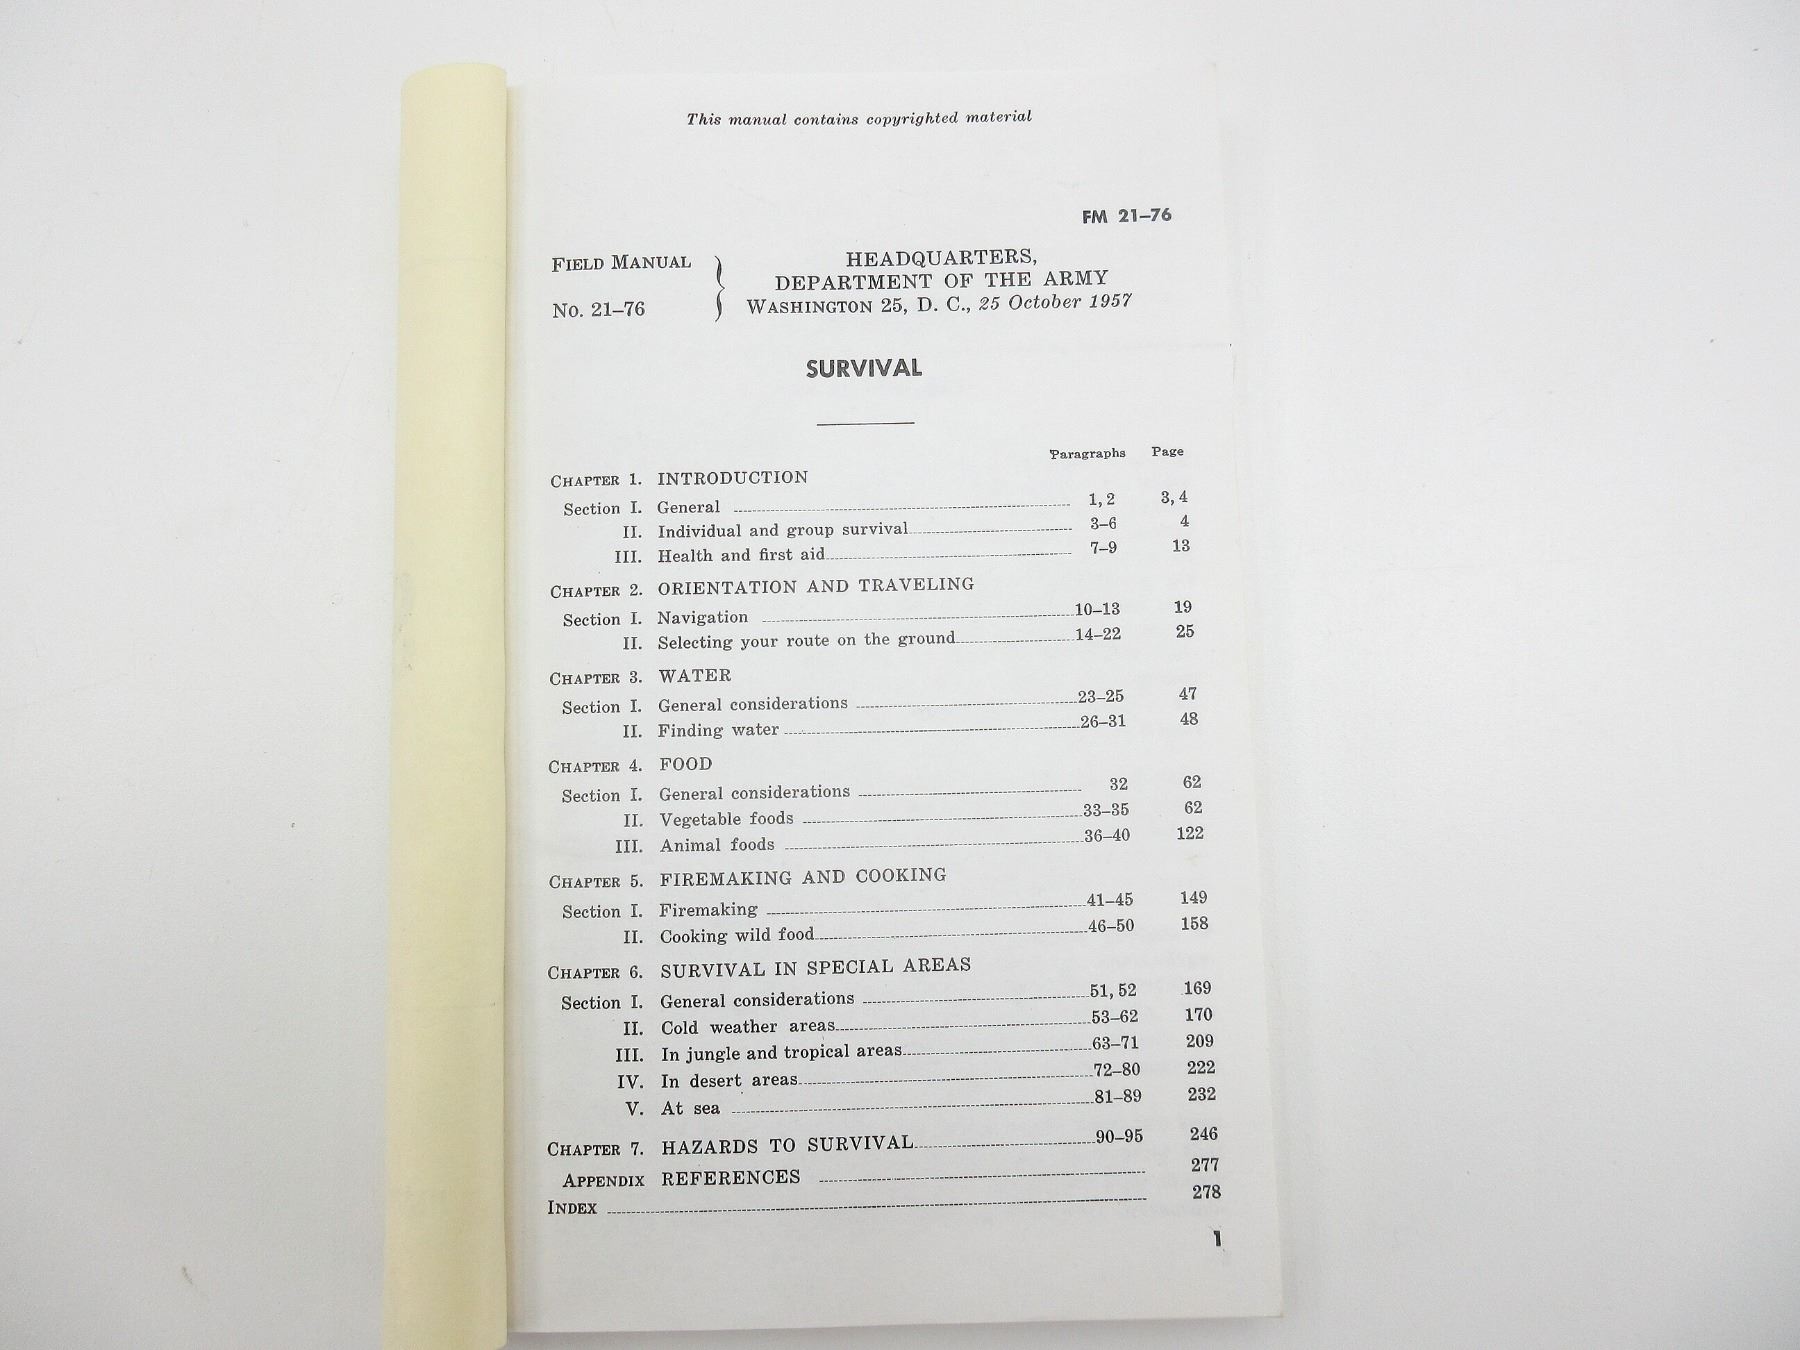 This manual contains copyrighted material
FM 21–76
FIELD MANUAL
No. 21–76
HEADQUARTERS,
DEPARTMENT OF THE ARMY
WASHINGTON 25, D. C., 25 October 1957
SURVIVAL
Paragraphs Page
CHAPTER 1. INTRODUCTION
Section I. General 1, 2 3, 4
II. Individual and group survival 3–6 4
III. Health and first aid 7–9 13
CHAPTER 2. ORIENTATION AND TRAVELING
Section I. Navigation 10–13 19
II. Selecting your route on the ground 14–22 25
CHAPTER 3. WATER
Section I. General considerations 23–25 47
II. Finding water 26–31 48
CHAPTER 4. FOOD
Section I. General considerations 32 62
II. Vegetable foods 33–35 62
III. Animal foods 36–40 122
CHAPTER 5. FIREMAKING AND COOKING
Section I. Firemaking 41–45 149
II. Cooking wild food 46–50 158
CHAPTER 6. SURVIVAL IN SPECIAL AREAS
Section I. General considerations 51, 52 169
II. Cold weather areas 53–62 170
III. In jungle and tropical areas 63–71 209
IV. In desert areas 72–80 222
V. At sea 81–89 232
CHAPTER 7. HAZARDS TO SURVIVAL 90–95 246
APPENDIX REFERENCES 277
INDEX 278
1